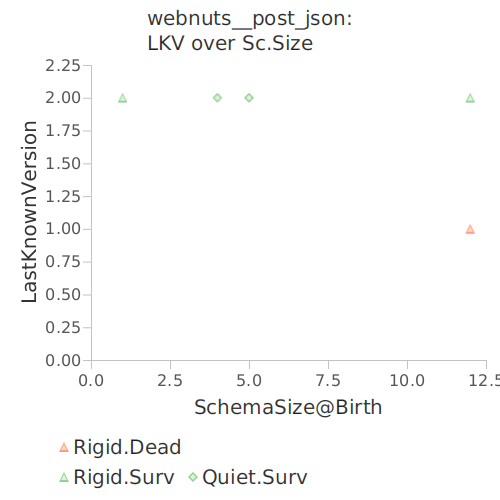 webnuts__post_json:
LKV over Sc.Size
2.25
2.00
1.75
1.50
1.25
1.00
0.75
0.50
0.25
0.00
LastKnownVersion
0.0 2.5 5.0 7.5 10.0 12.5
SchemaSize@Birth
Rigid.Dead
Rigid.Surv Quiet.Surv